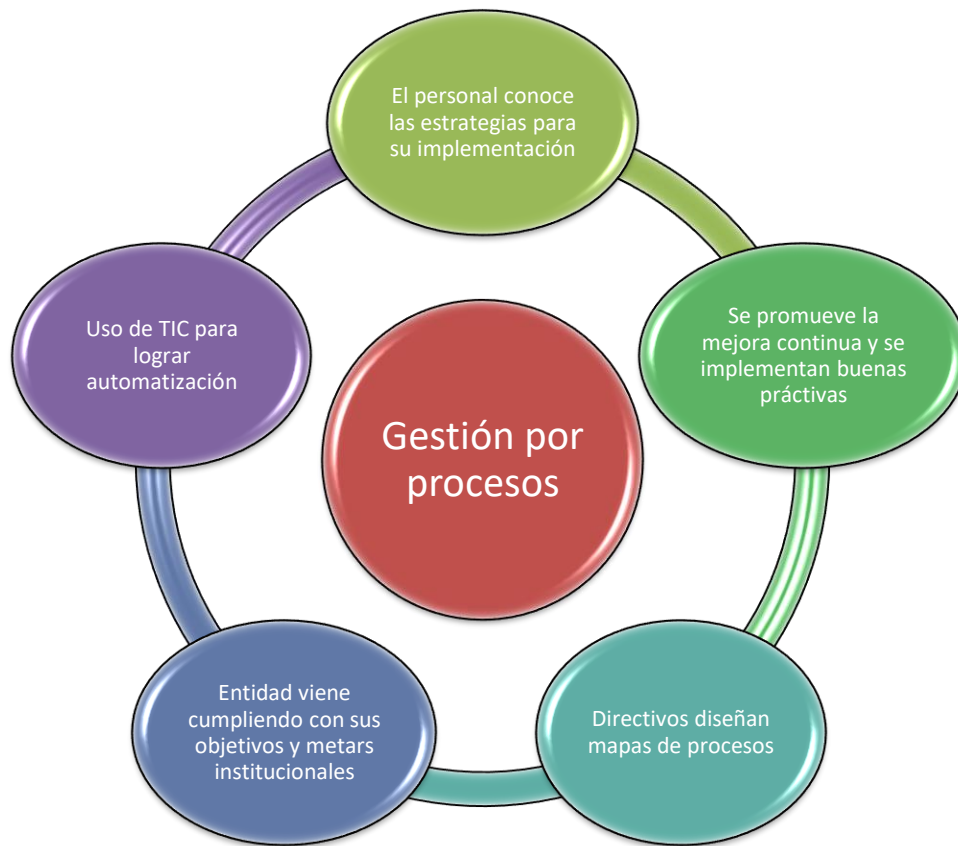 El personal conoce
las estrategias para
su implementación
Se promueve la
mejora continua y se
implementan buenas
práctivas
Directivos diseñan
mapas de procesos
Entidad viene
cumpliendo con sus
objetivos y metars
institucionales
Uso de TIC para
lograr
automatización
Gestión por
procesos